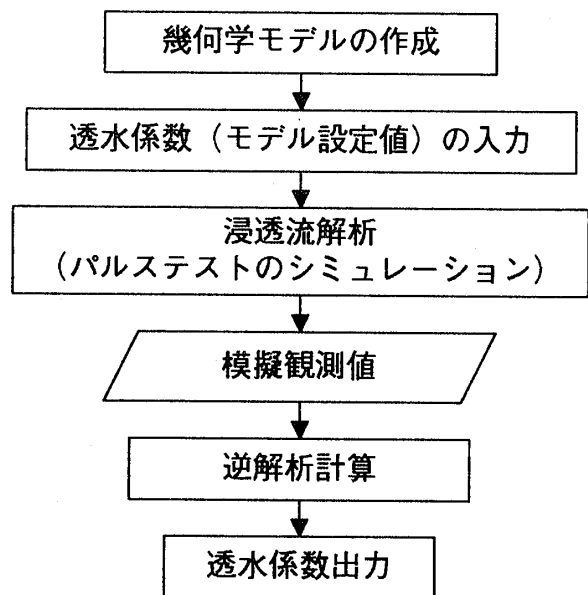 幾何学モデルの作成
透水係数（モデル設定値）の入力
浸透流解析
（パルステストのシミュレーション）
模擬観測値
逆解析計算
透水係数出力